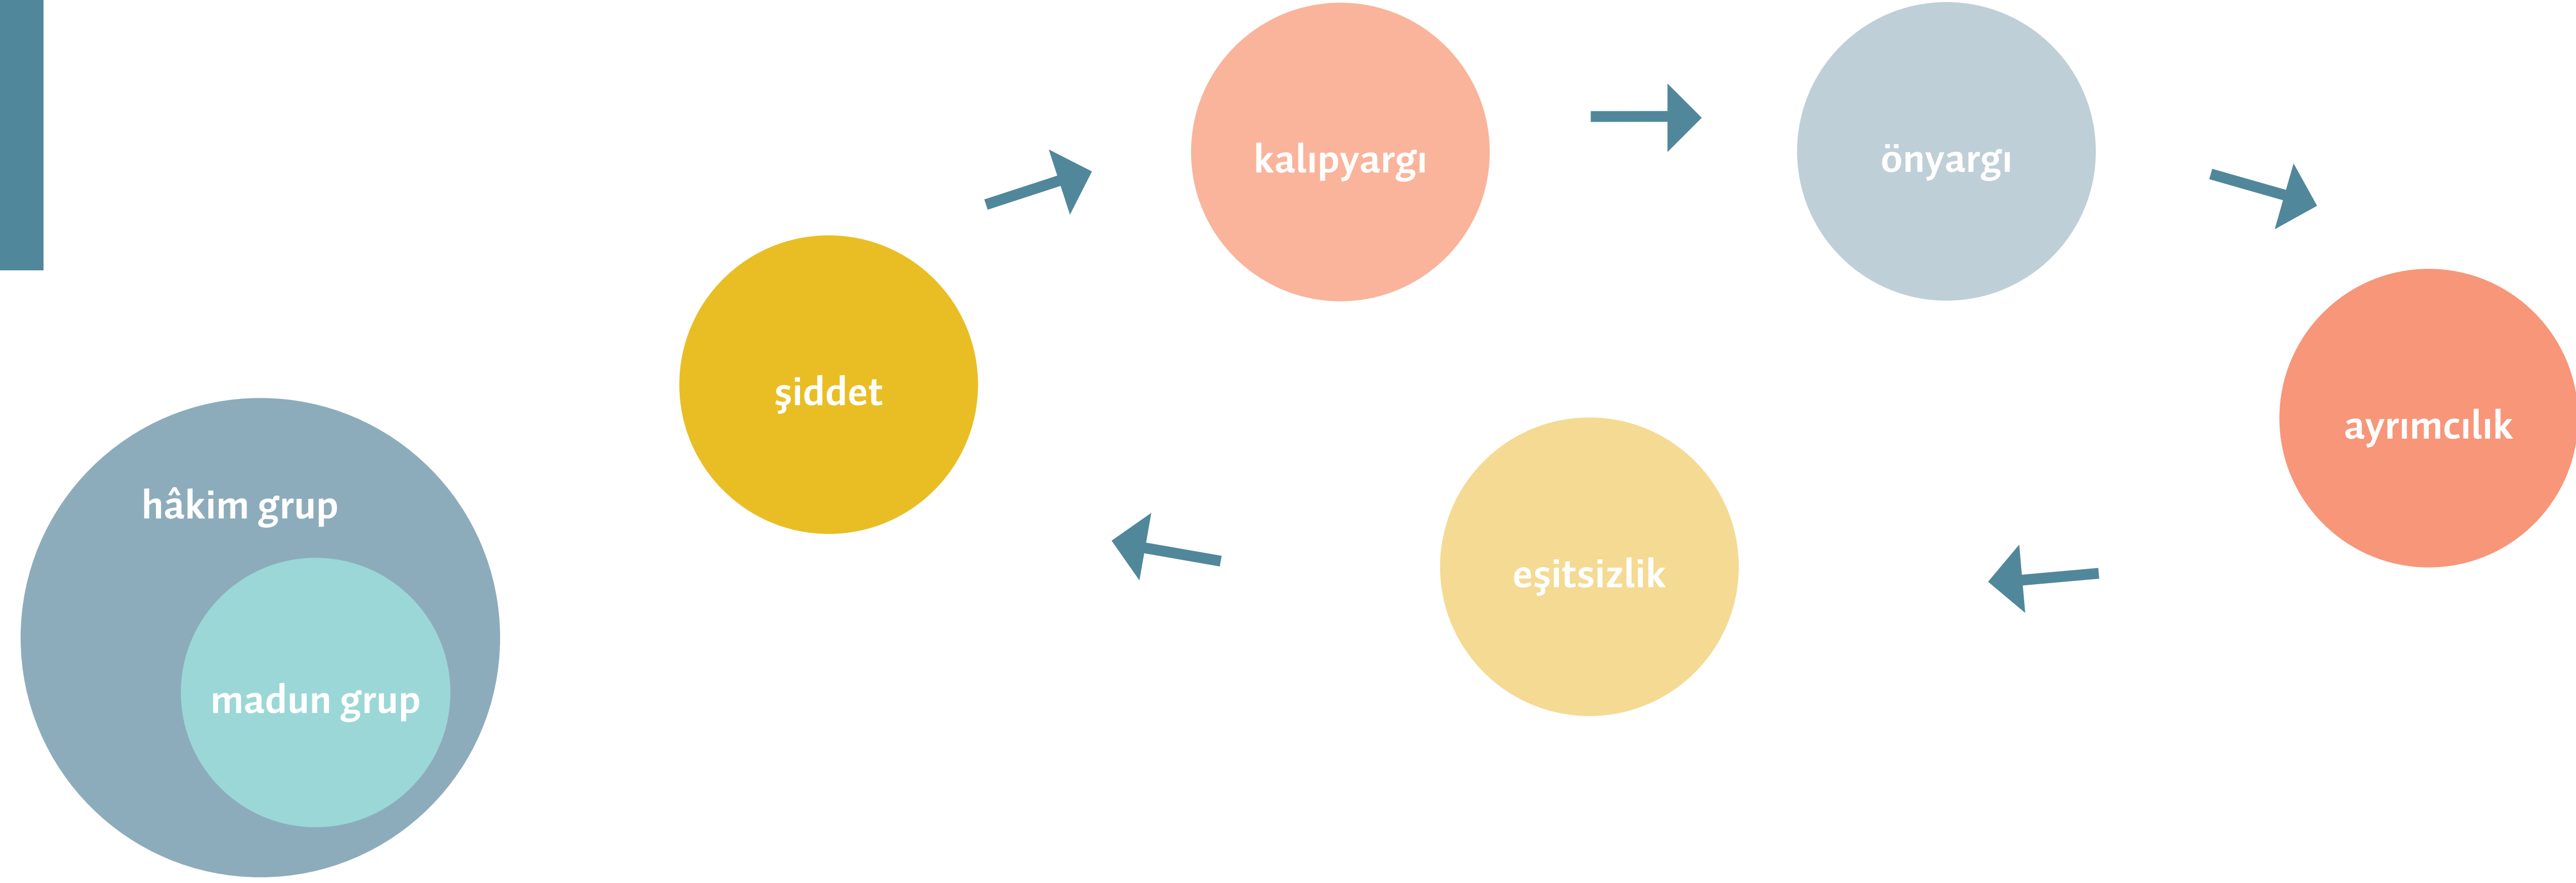 kalıpyargı
önyargı
ayrımcılık
eşitsizlik
şiddet
hâkim grup
madun grup